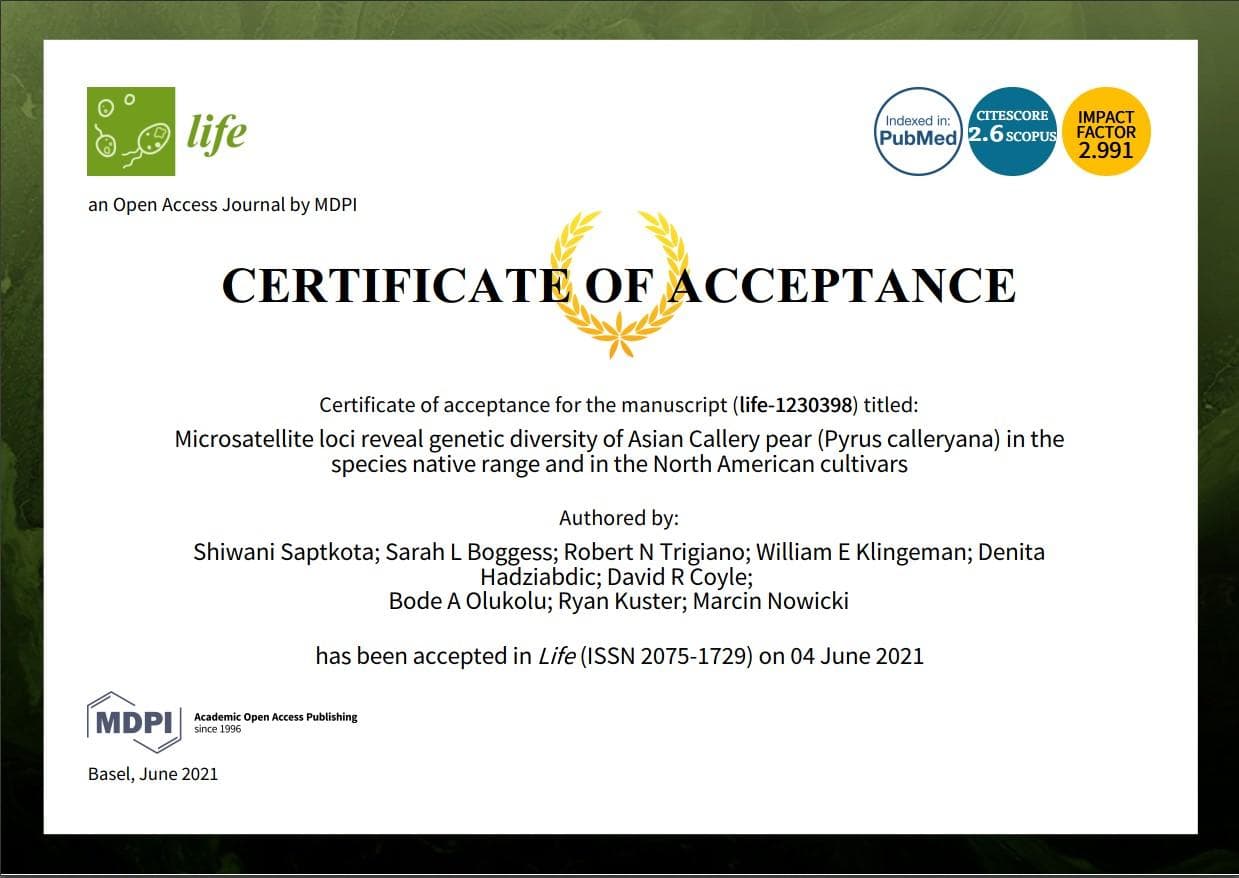 life
Indexed in:
PubMed
CITESCORE
2.6 SCOPUS
IMPACT
FACTOR
2.991
an Open Access Journal by MDPI
CERTIFICATE OF ACCEPTANCE
Certificate of acceptance for the manuscript (life-1230398) titled:
Microsatellite loci reveal genetic diversity of Asian Callery pear (Pyrus calleryana) in the
species native range and in the North American cultivars
Authored by:
Shiwani Saptkota; Sarah L Boggess; Robert N Trigiano; William E Klingeman; Denita
Hadziabdic; David R Coyle;
Bode A Olukolu; Ryan Kuster; Marcin Nowicki
has been accepted in Life (ISSN 2075-1729) on 04 June 2021
MDPI
Academic Open Access Publishing
since 1996
Basel, June 2021